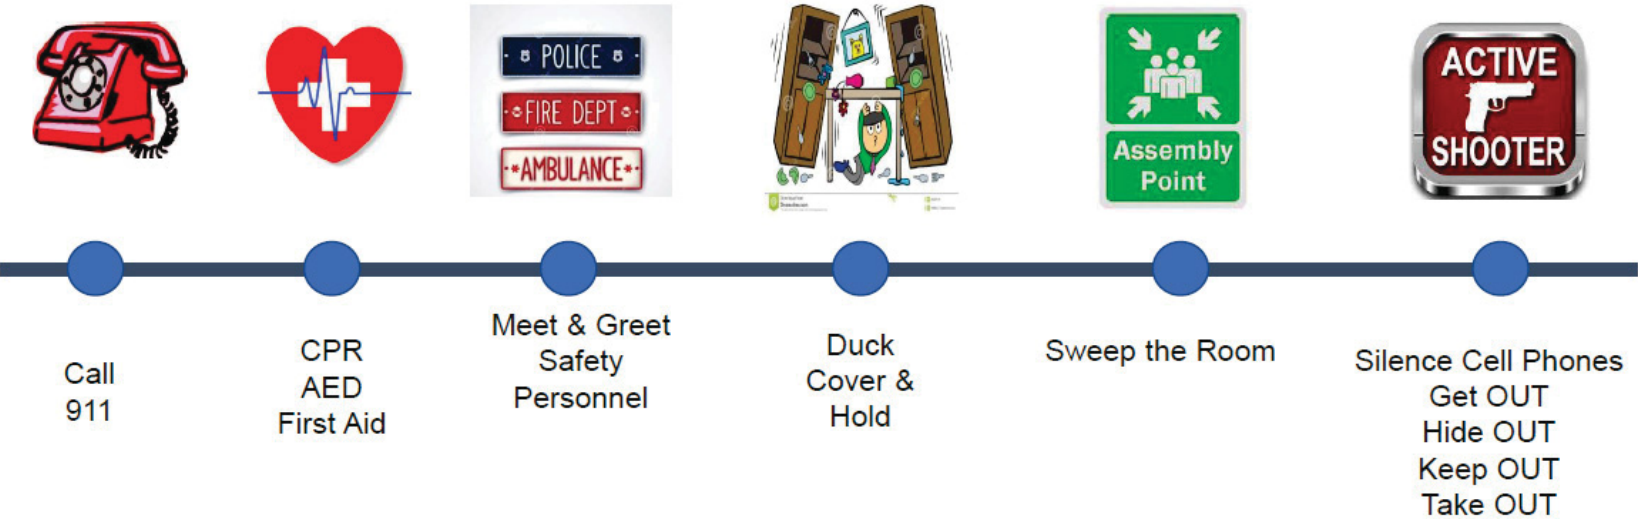 POLICE
FIRE DEPT
*AMBULANCE*
Assembly
Point
ACTIVE
SHOOTER
Call
911
CPR
AED
First Aid
Meet & Greet
Safety
Personnel
Duck
Cover &
Hold
Sweep the Room
Silence Cell Phones
Get OUT
Hide OUT
Keep OUT
Take OUT